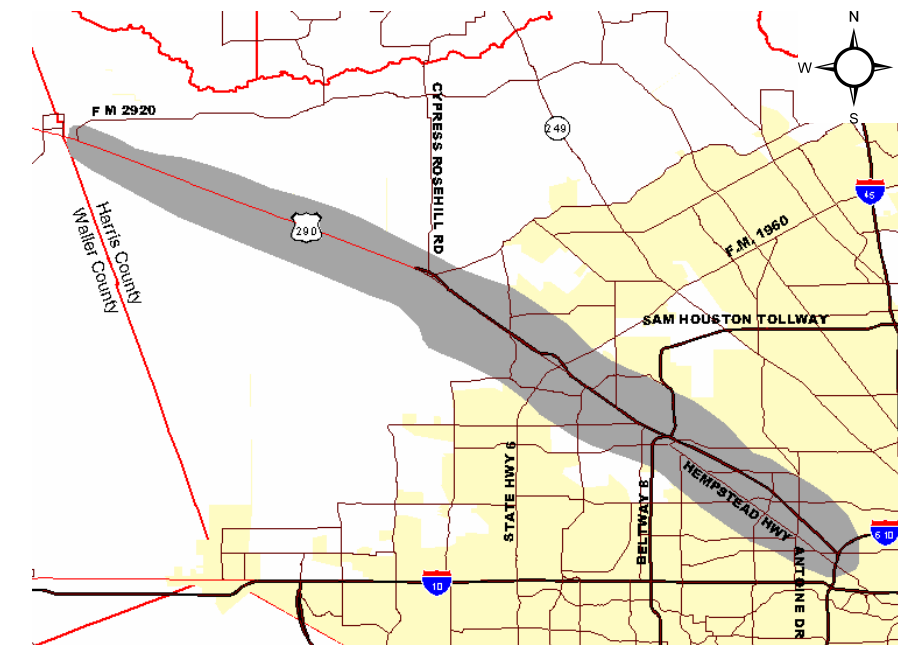 N
W
S
F M 2920
CYPRESS ROSEHILL RD
249
45
290
Harris County
Waller County
F.M. 1960
SAM HOUSTON TOLLWAY
STATE HWY 6
BELTWAY 8
HEMPSTEAD HWY
ANTOINE DR
610
10